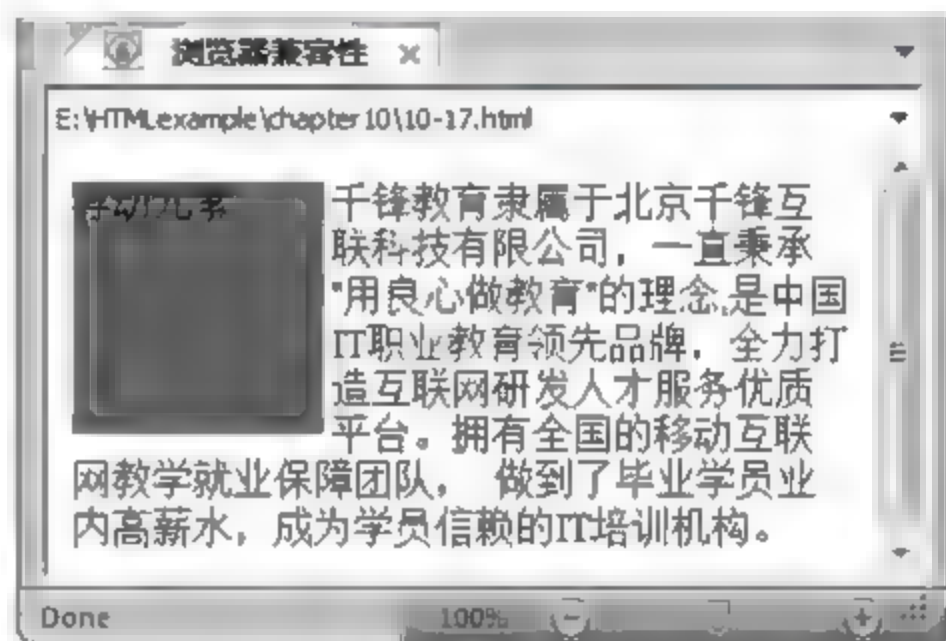 浏览器兼容性
E:\HTMLexample\chapter 10\10-17.html
浮动元素
千锋教育隶属于北京千锋互
联科技有限公司，一直秉承
"用良心做教育"的理念,是中国
IT职业教育领先品牌，全力打
造互联网研发人才服务优质
平台。拥有全国的移动互联
网教学就业保障团队， 做到了毕业学员业
内高薪水，成为学员信赖的IT培训机构。
Done
100%